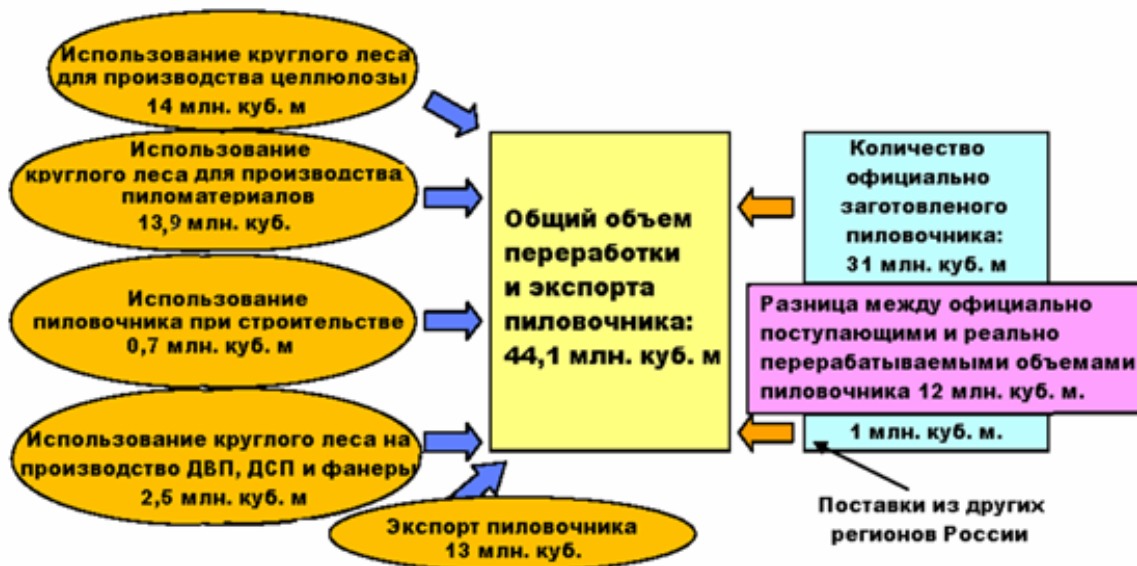 Использование круглого леса
для производства целлюлозы
14 млн. куб. м
Использование
круглого леса для производства
пиломатериалов
13,9 млн. куб.
Использование
пиловочника при строительстве
0,7 млн. куб. м
Использование круглого леса на
производство ДВП, ДСП и фанеры
2,5 млн. куб. м
Экспорт пиловочника
13 млн. куб.
Общий объем
переработки
и экспорта
пиловочника:
44,1 млн. куб. м
Количество
официально
заготовленого
пиловочника:
31 млн. куб. м
Разница между официально
поступающими и реально
перерабатываемыми объемами
пиловочника 12 млн. куб. м.
1 млн. куб. м.
Поставки из других
регионов России